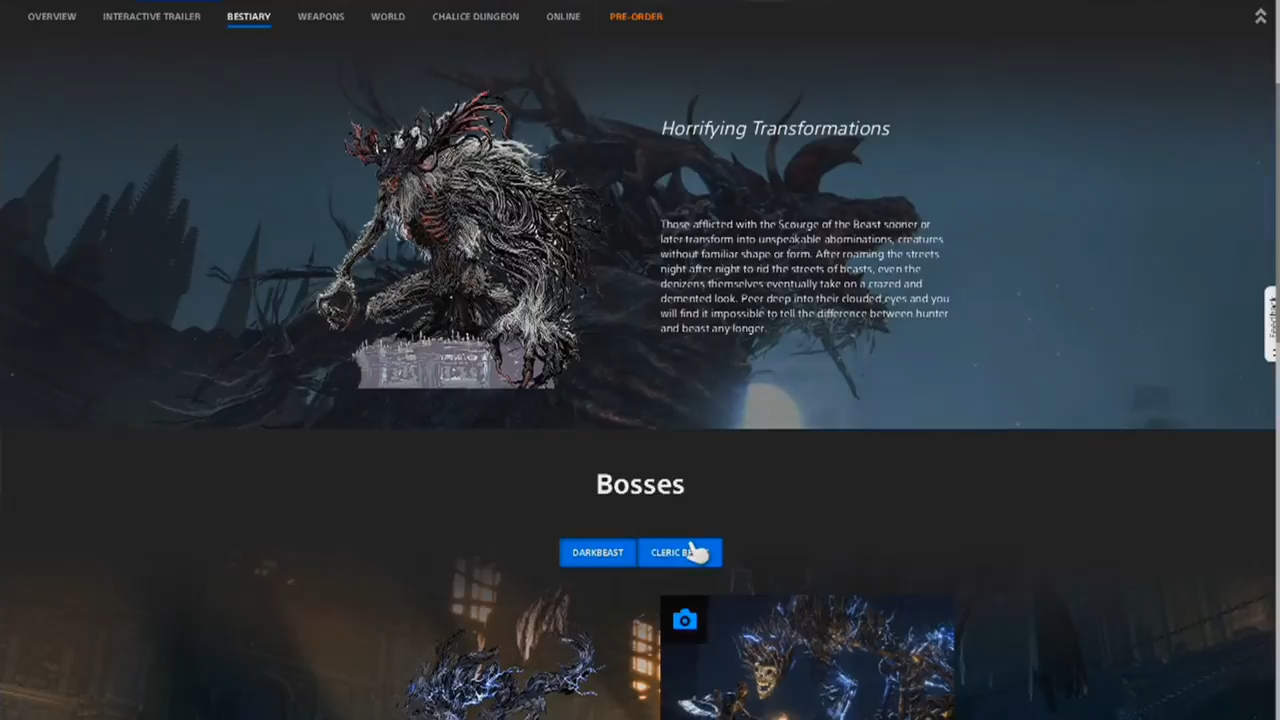 OVERVIEW INTERACTIVE TRAILER BESTIARY WEAPONS WORLD CHALICE DUNGEON ONLINE PRE-ORDER
Horrifying Transformations
Those afflicted with the Scourge of the Beast sooner or
later transform into unspeakable abominations, creatures
without familiar shape or form. After roaming the streets
night after night to rid the streets of beasts, even the
denizens themselves eventually take on a crazed and
demented look. Peer deep into their clouded eyes and you
will find it impossible to tell the difference between hunter
and beast any longer.
Feedback
Bosses
DARKBEAST CLERIC